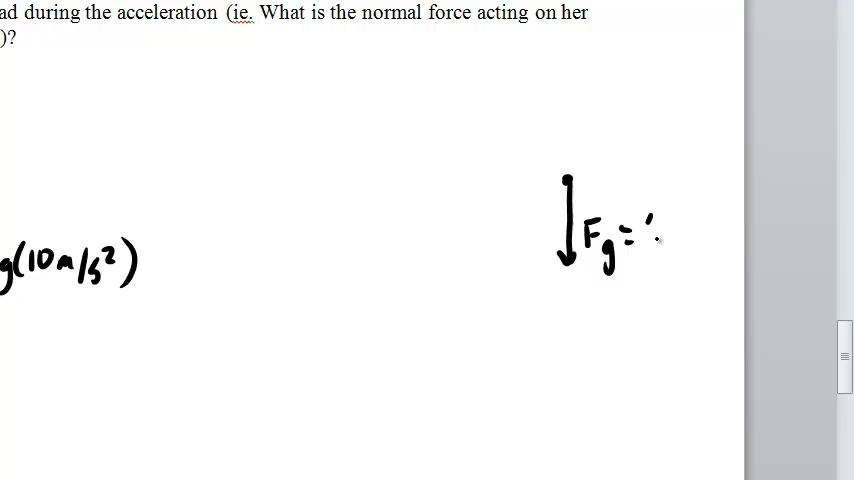 ad during the acceleration (ie. What is the normal force acting on her
)?
Fg = 
g(10m/s²)